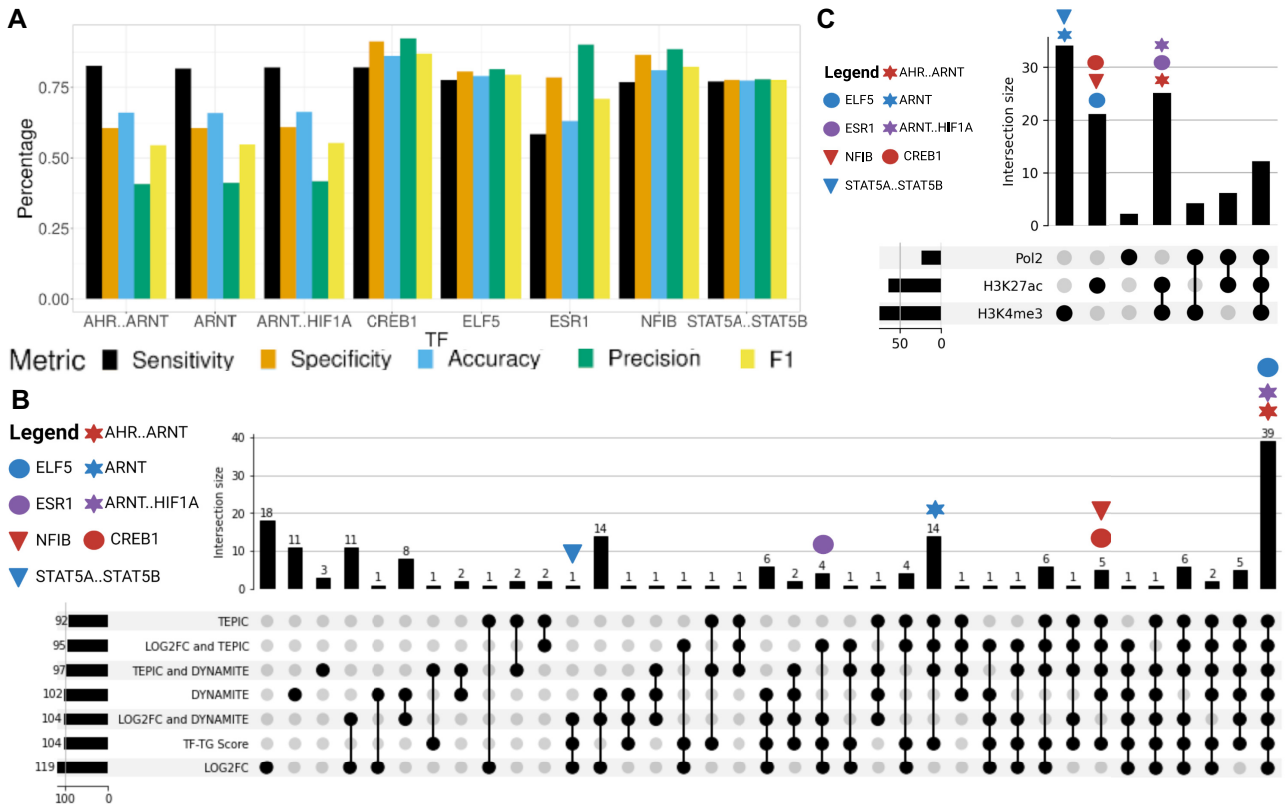 A
Percentage
0.75
0.50
0.25
0.00
AHR..ARNT ARNT ARNT..HIF1A CREB1 ELF5 ESR1 NFIB STAT5A..STAT5B
TF
Metric Sensitivity Specificity Accuracy Precision F1
C
Legend AHR..ARNT
ELF5 ARNT
ESR1 ARNT..HIF1A
NFIB CREB1
STAT5A..STAT5B
Intersection size
30
20
10
0
Pol2
H3K27ac
H3K4me3
50 0
B
Legend AHR..ARNT
ELF5 ARNT
ESR1 ARNT..HIF1A
NFIB CREB1
STAT5A..STAT5B
Intersection size
40
30
20
10
0
18 11 3 11 1 8 1 2 1 2 2 1 14 1 1 1 1 1 6 2 4 1 1 4 14 1 1 1 6 1 5 1 1 6 2 5 39
92 TEPIC
95 LOG2FC and TEPIC
97 TEPIC and DYNAMITE
102 DYNAMITE
104 LOG2FC and DYNAMITE
104 TF-TG Score
119 LOG2FC
100 0